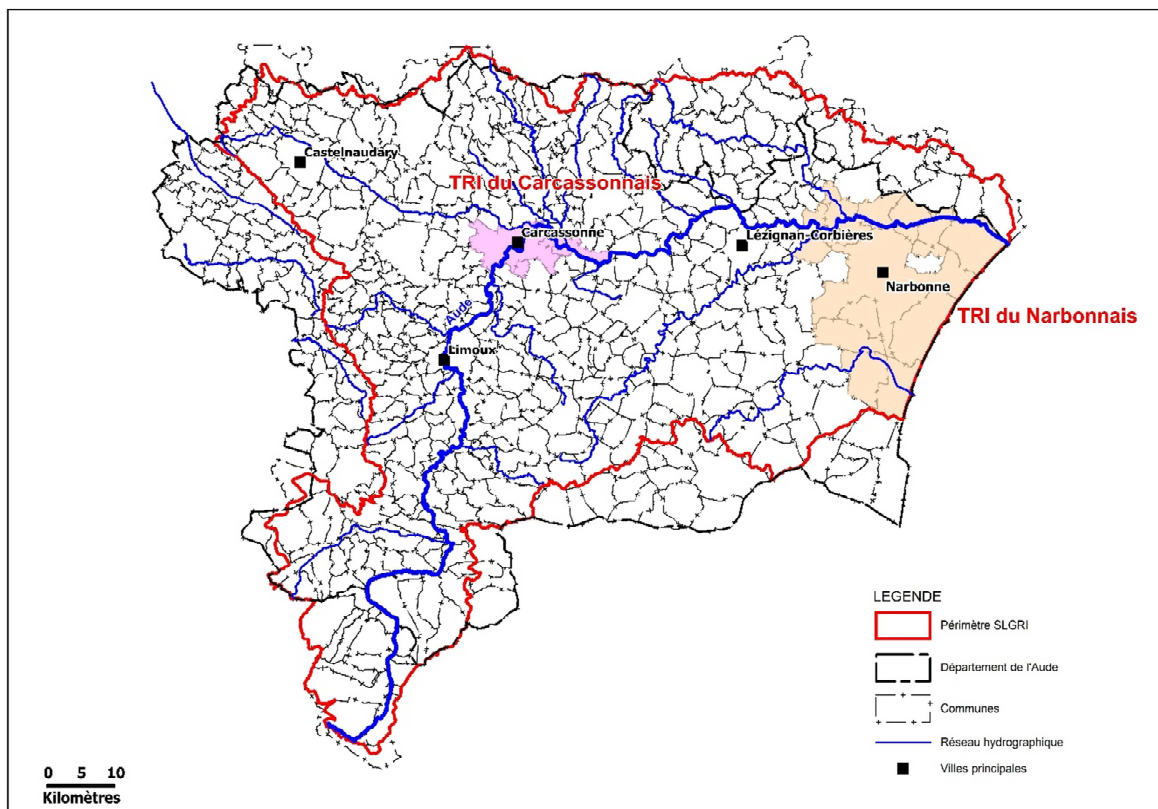 Castelnaudary
TRI du Carcassonnais
Carcassonne
Lézignan-Corbières
Narbonne
TRI du Narbonnais
Aude
Limoux
LEGENDE
Périmètre SLGRI
Département de l'Aude
Communes
Réseau hydrographique
Villes principales
0 5 10
Kilomètres